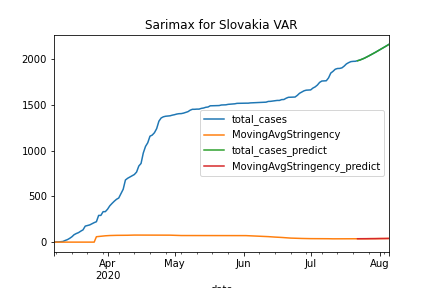 Sarimax for Slovakia VAR
2000
1500
1000
500
0
total_cases
MovingAvgStringency
total_cases_predict
MovingAvgStringency_predict
Apr May Jun Jul Aug
2020
date